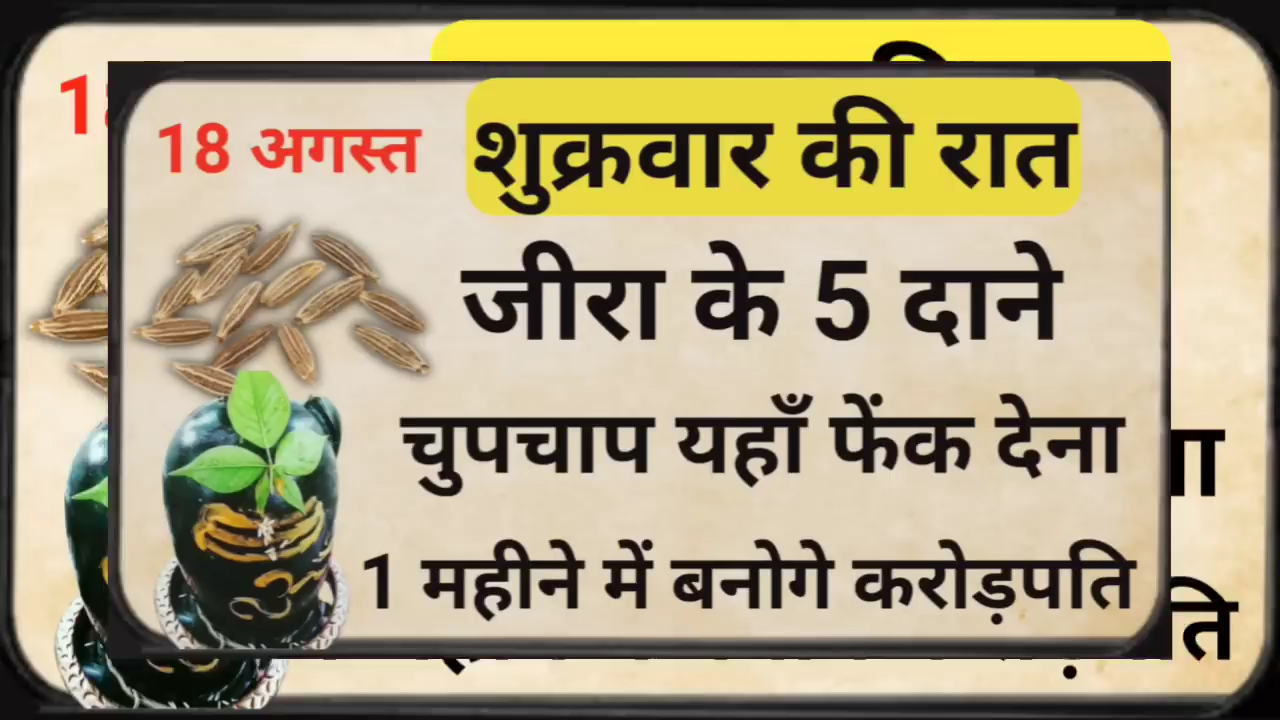 18 अगस्त
शुक्रवार की रात
जीरा के 5 दाने
चुपचाप यहाँ फेंक देना
1 महीने में बनोगे करोड़पति